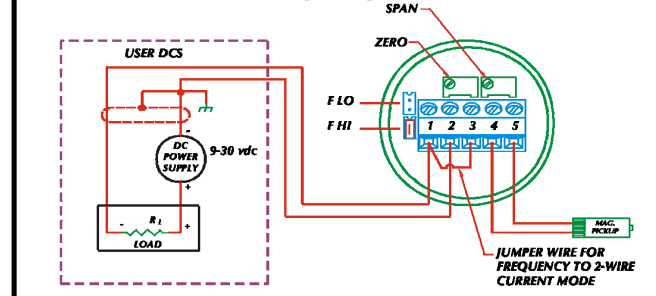 SPAN
ZERO
USER DCS
F LO
F HI
1 2 3 4 5
-
DC
POWER
SUPPLY
9-30 vdc
+
- R1 +
LOAD
MAG.
PICKUP
JUMPER WIRE FOR
FREQUENCY TO 2-WIRE
CURRENT MODE